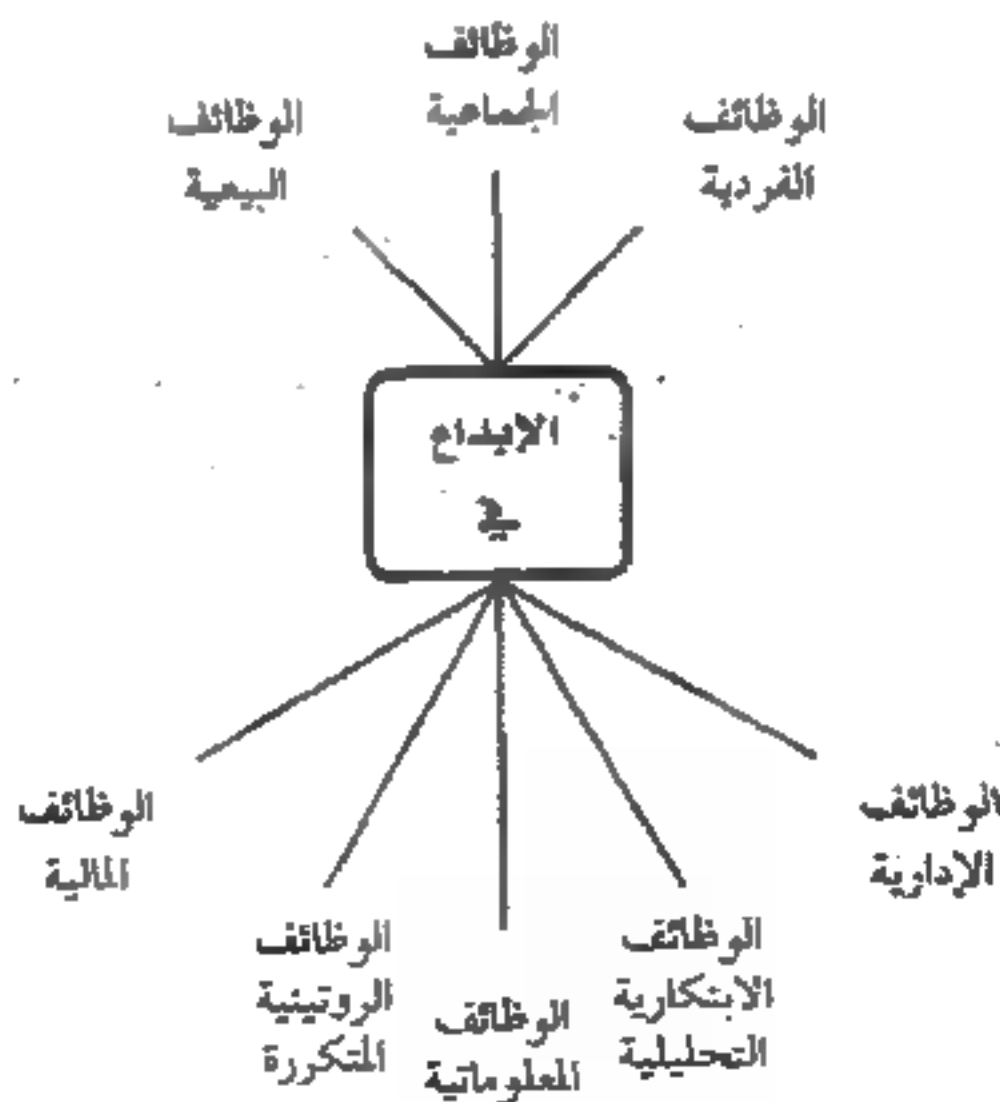 الوظائف
الجماعية
الوظائف
الفردية
الوظائف
البيعية
الإبداع
في
الوظائف
الإدارية
الوظائف
الابتكارية
التحليلية
الوظائف
المعلوماتية
الوظائف
الروتينية
المتكررة
الوظائف
المالية